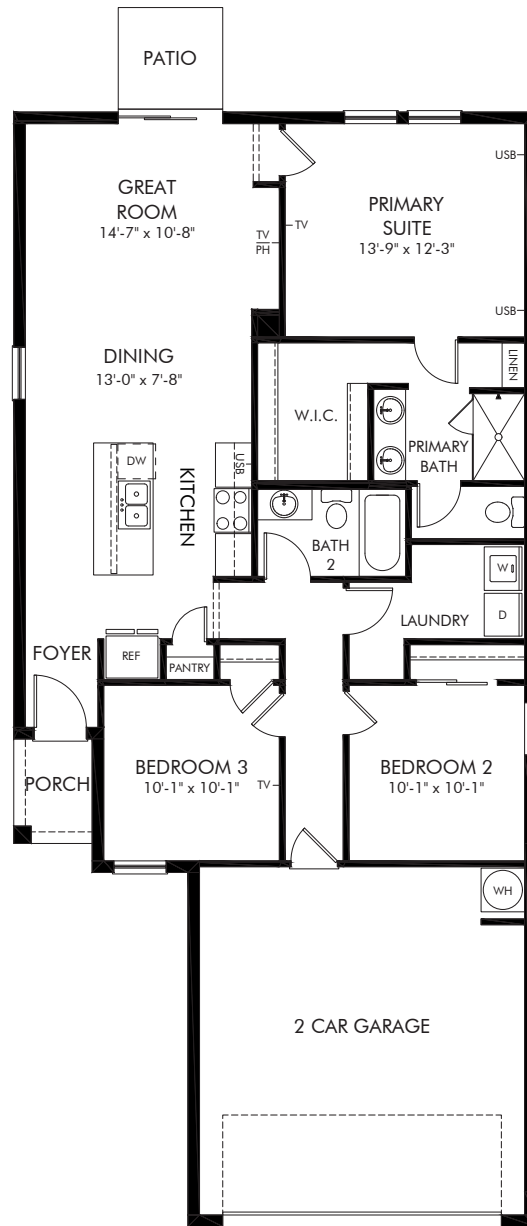 PATIO
GREAT
ROOM
14'-7" x 10'-8"
TV
PH
TV
PRIMARY
SUITE
13'-9" x 12'-3"
USB
USB
DINING
13'-0" x 7'-8"
LINEN
W.I.C.
PRIMARY
BATH
DW
USB
KITCHEN
BATH
2
W
D
LAUNDRY
FOYER
REF
PANTRY
PORCH
BEDROOM 3
10'-1" x 10'-1"
TV
BEDROOM 2
10'-1" x 10'-1"
WH
2 CAR GARAGE